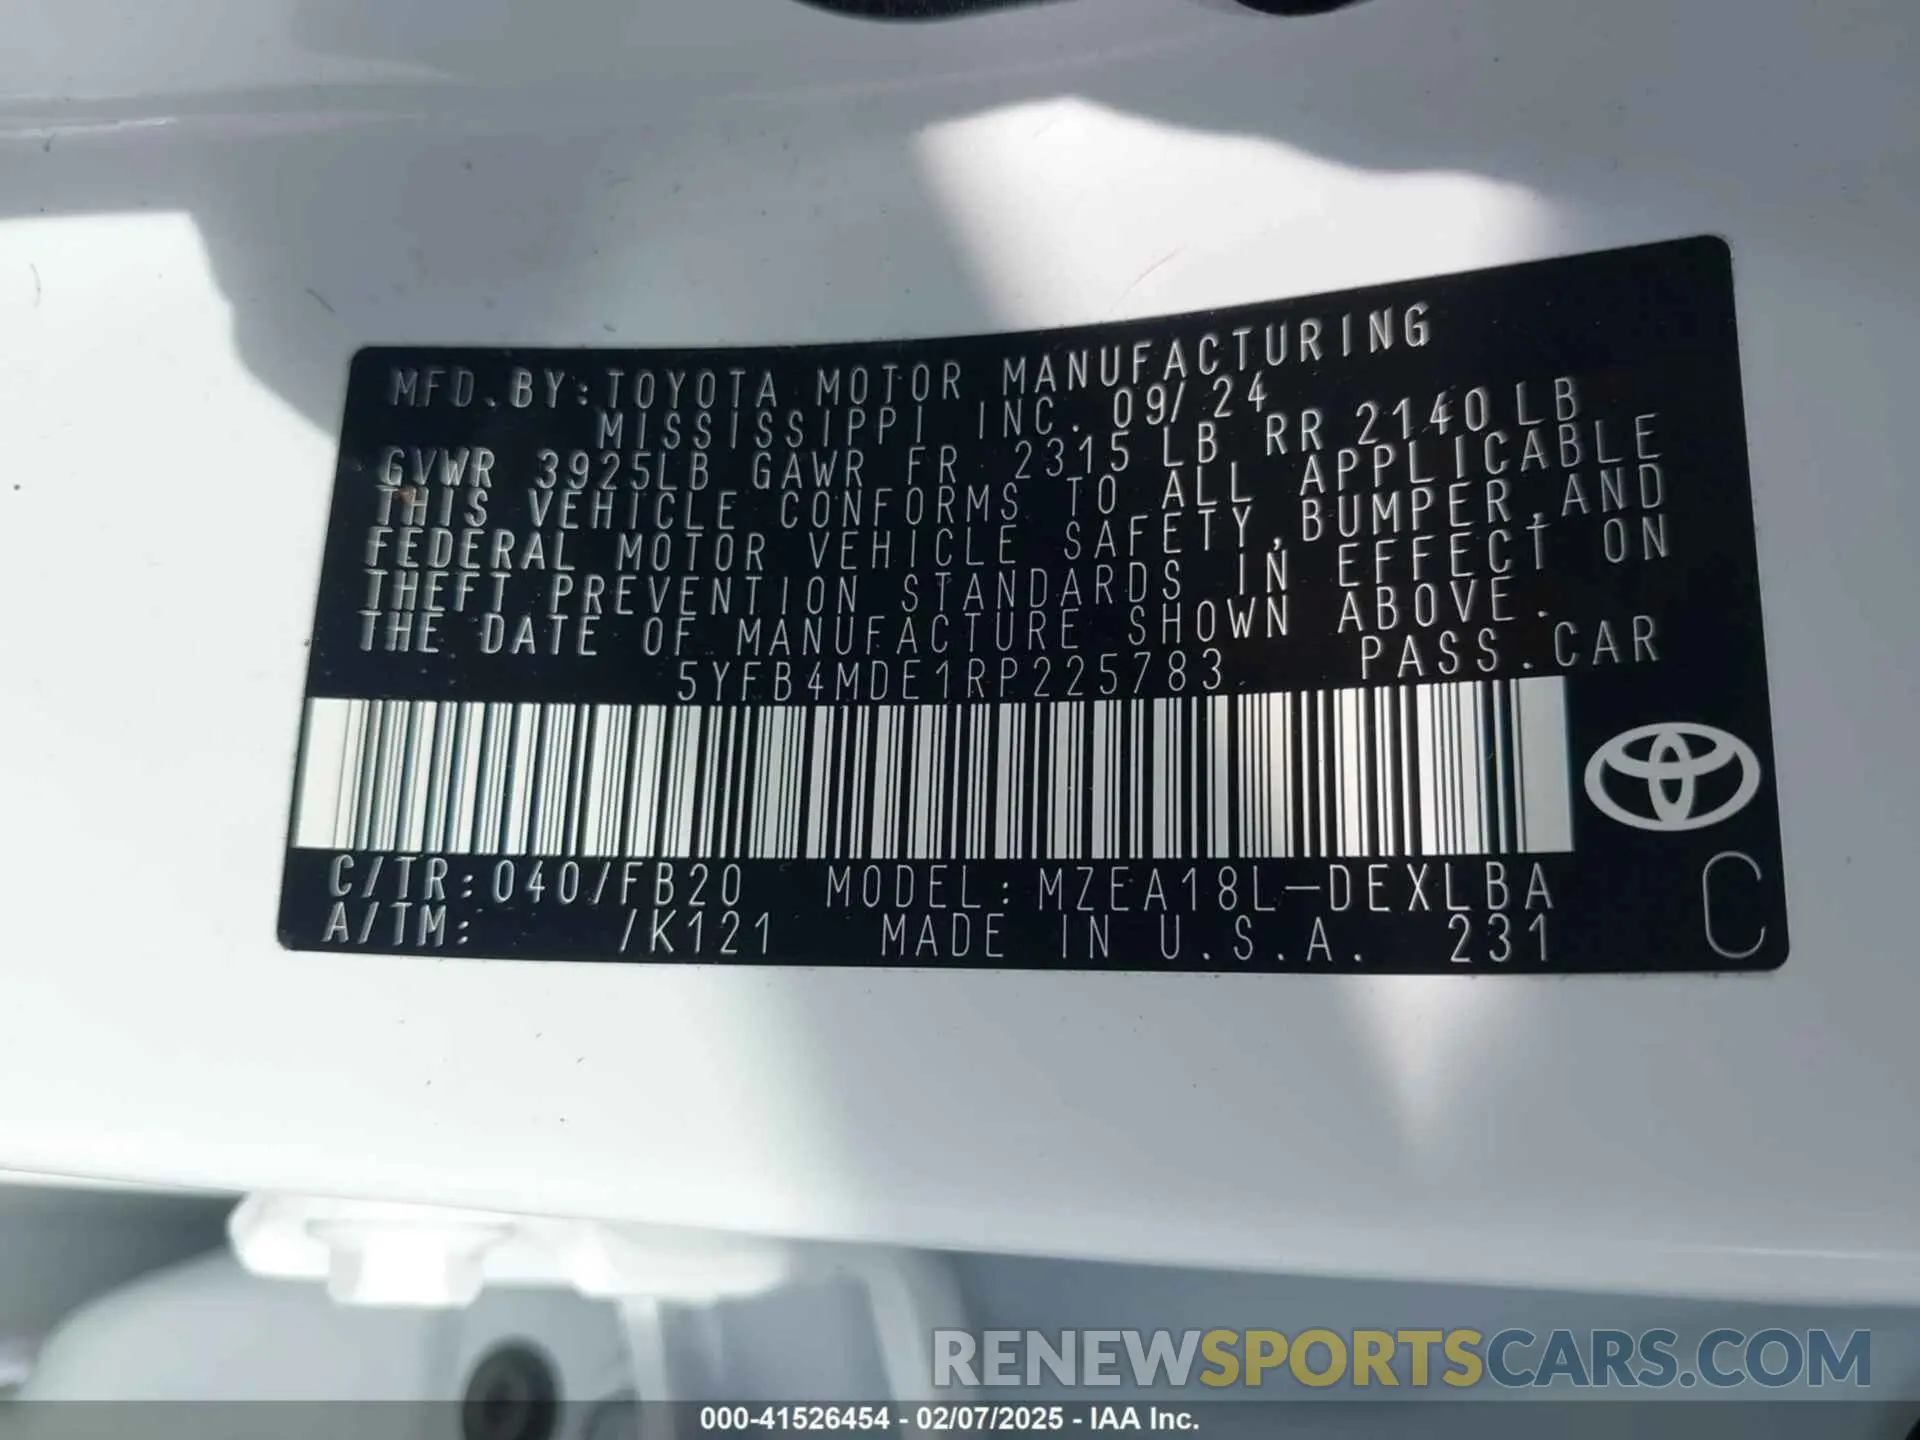 MFD. BY: TOYOTA MOTOR MANUFACTURING
MISSISSIPPI INC. 09/24
GVWR 3925LB GAWR FR 2315LB RR 2140LB
THIS VEHICLE CONFORMS TO ALL APPLICABLE
FEDERAL MOTOR VEHICLE SAFETY, BUMPER, AND
THEFT PREVENTION STANDARDS IN EFFECT ON
THE DATE OF MANUFACTURE SHOWN ABOVE.
5YFB4MDE1RP225783 PASS. CAR
C/TR: 040/FB20 MODEL: MZEA18L-DEXLBA
A/TM: /K121 MADE IN U.S.A. 231
C
RENEWSPORTSCARS.COM
000-41526454 - 02/07/2025 - IAA Inc.